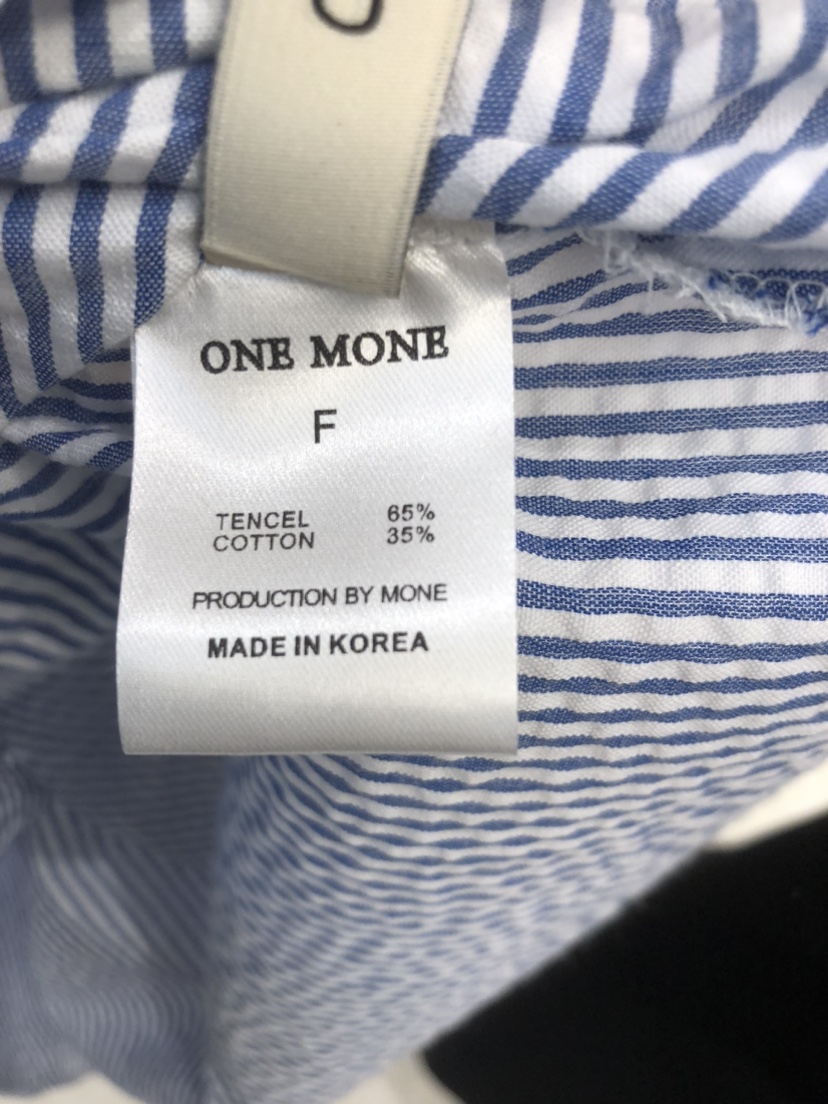 ONE MONE
F
TENCEL 65%
COTTON 35%
PRODUCTION BY MONE
MADE IN KOREA